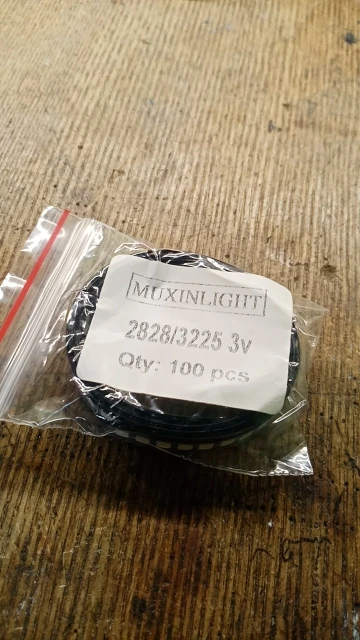 MUXINLIGHT
2828/3225 3v
Qty: 100 pcs